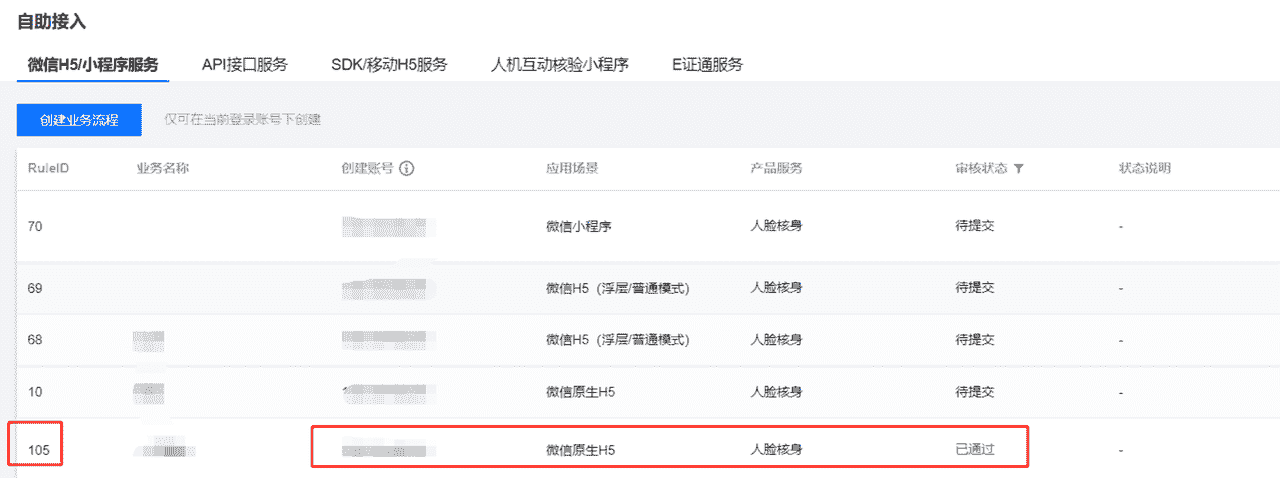 自助接入
微信H5/小程序服务 API接口服务 SDK/移动H5服务 人机互动核验小程序 E证通服务
创建业务流程 仅可在当前登录账号下创建
RuleID 业务名称 创建账号 应用场景 产品服务 审核状态 状态说明
70 微信小程序 人脸核身 待提交 -
69 微信H5（浮层/普通模式） 人脸核身 待提交 -
68 微信H5（浮层/普通模式） 人脸核身 待提交 -
10 微信原生H5 人脸核身 待提交 -
105 微信原生H5 人脸核身 已通过 -